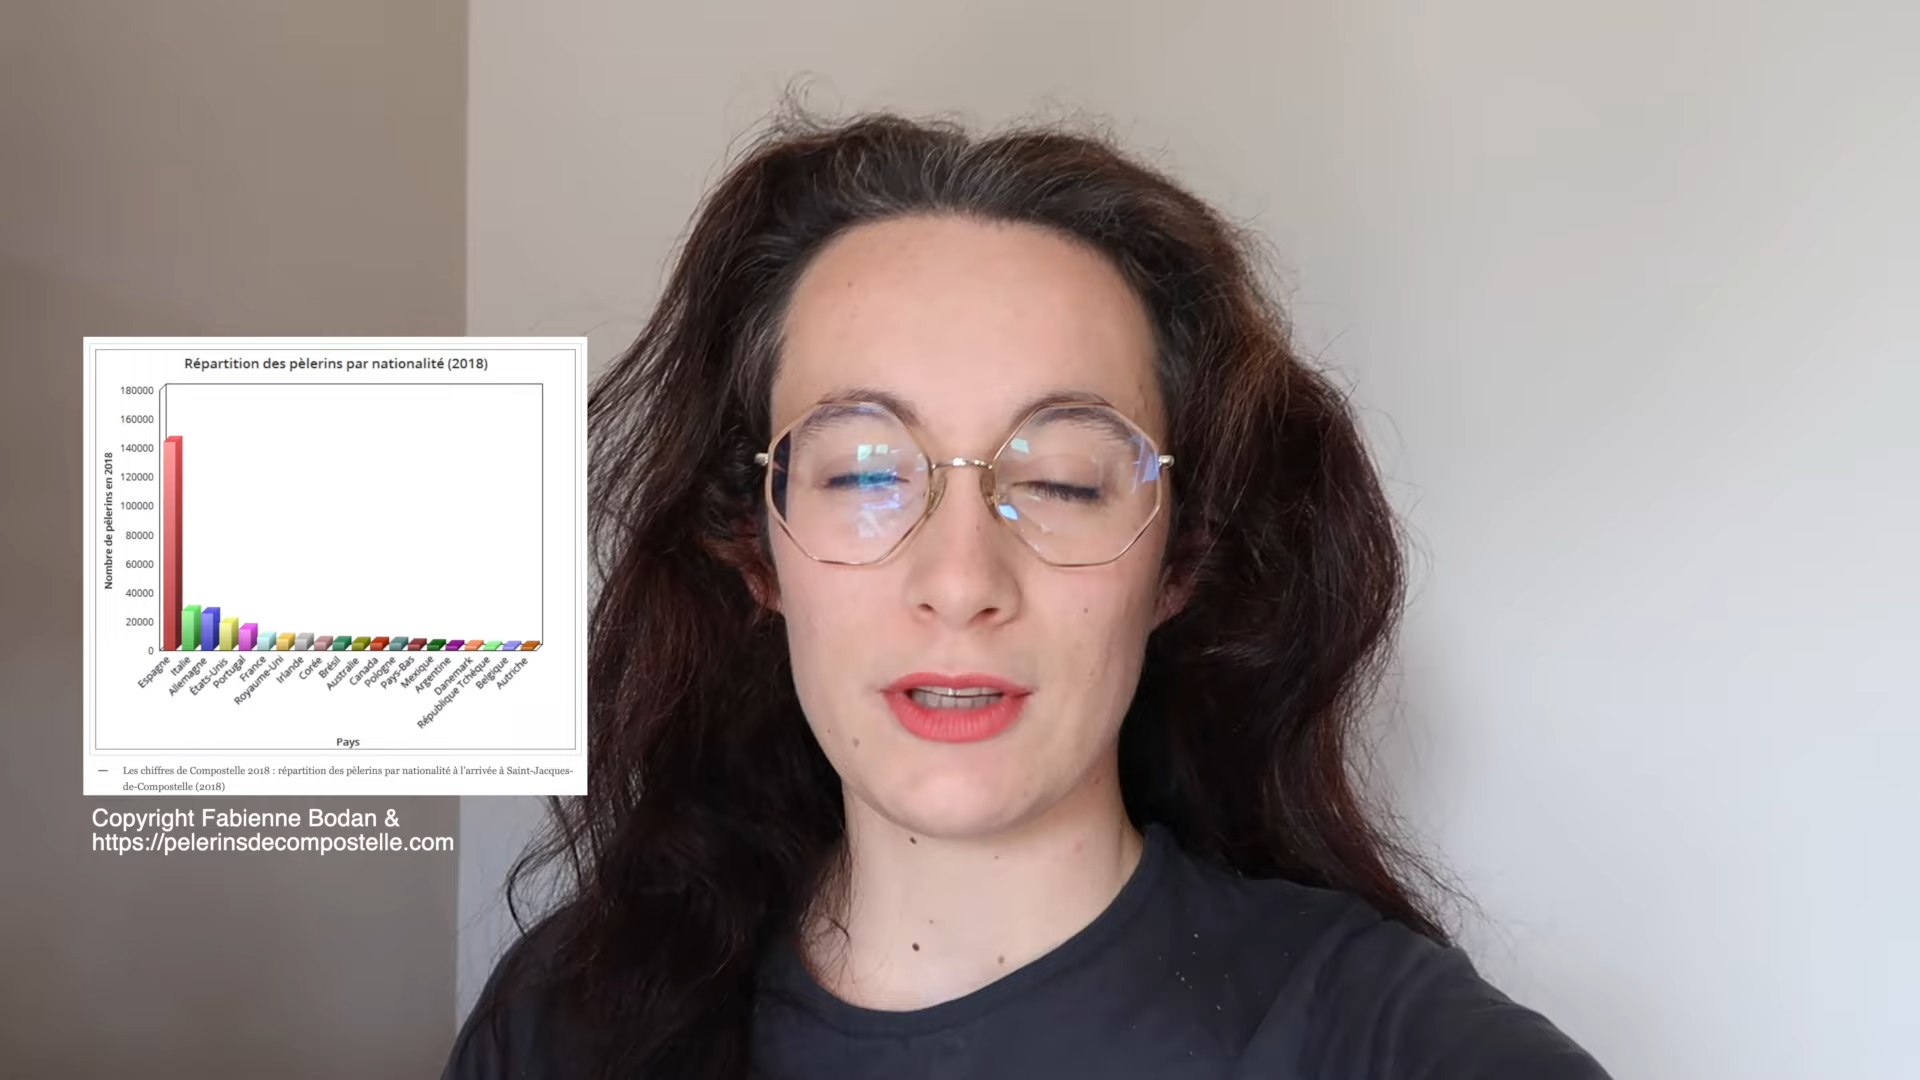 Répartition des pèlerins par nationalité (2018)
180000
160000
140000
120000
100000
80000
60000
40000
20000
0
Nombre de pèlerins en 2018
Espagne
Italie
Allemagne
États-Unis
Portugal
France
Royaume-Uni
Irlande
Corée
Brésil
Australie
Canada
Pologne
Pays-Bas
Mexique
Argentine
Danemark
République Tchèque
Belgique
Autriche
Pays
— Les chiffres de Compostelle 2018 : répartition des pèlerins par nationalité à l'arrivée à Saint-Jacques-
de-Compostelle (2018)
Copyright Fabienne Bodan &
https://pelerinsdecompostelle.com